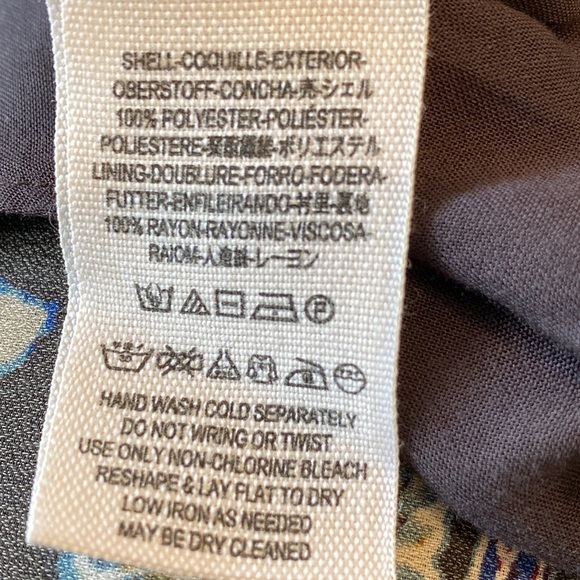 SHELL-COQUILLE-EXTERIOR-
OBERSTOFF-CONCHA-売-シェル
100% POLYESTER-POLIÉSTER-
POLIESTERE-聚酯纖維-ポリエステル
LINING-DOUBLURE-FORRO-FODERA-
FUTTER-ENFILEIRANDO-衬里-裏地
100% RAYON-RAYONNE-VISCOSA-
RAIOM-人造絲-レーヨン
HAND WASH COLD SEPARATELY
DO NOT WRING OR TWIST
USE ONLY NON-CHLORINE BLEACH
RESHAPE & LAY FLAT TO DRY
LOW IRON AS NEEDED
MAY BE DRY CLEANED